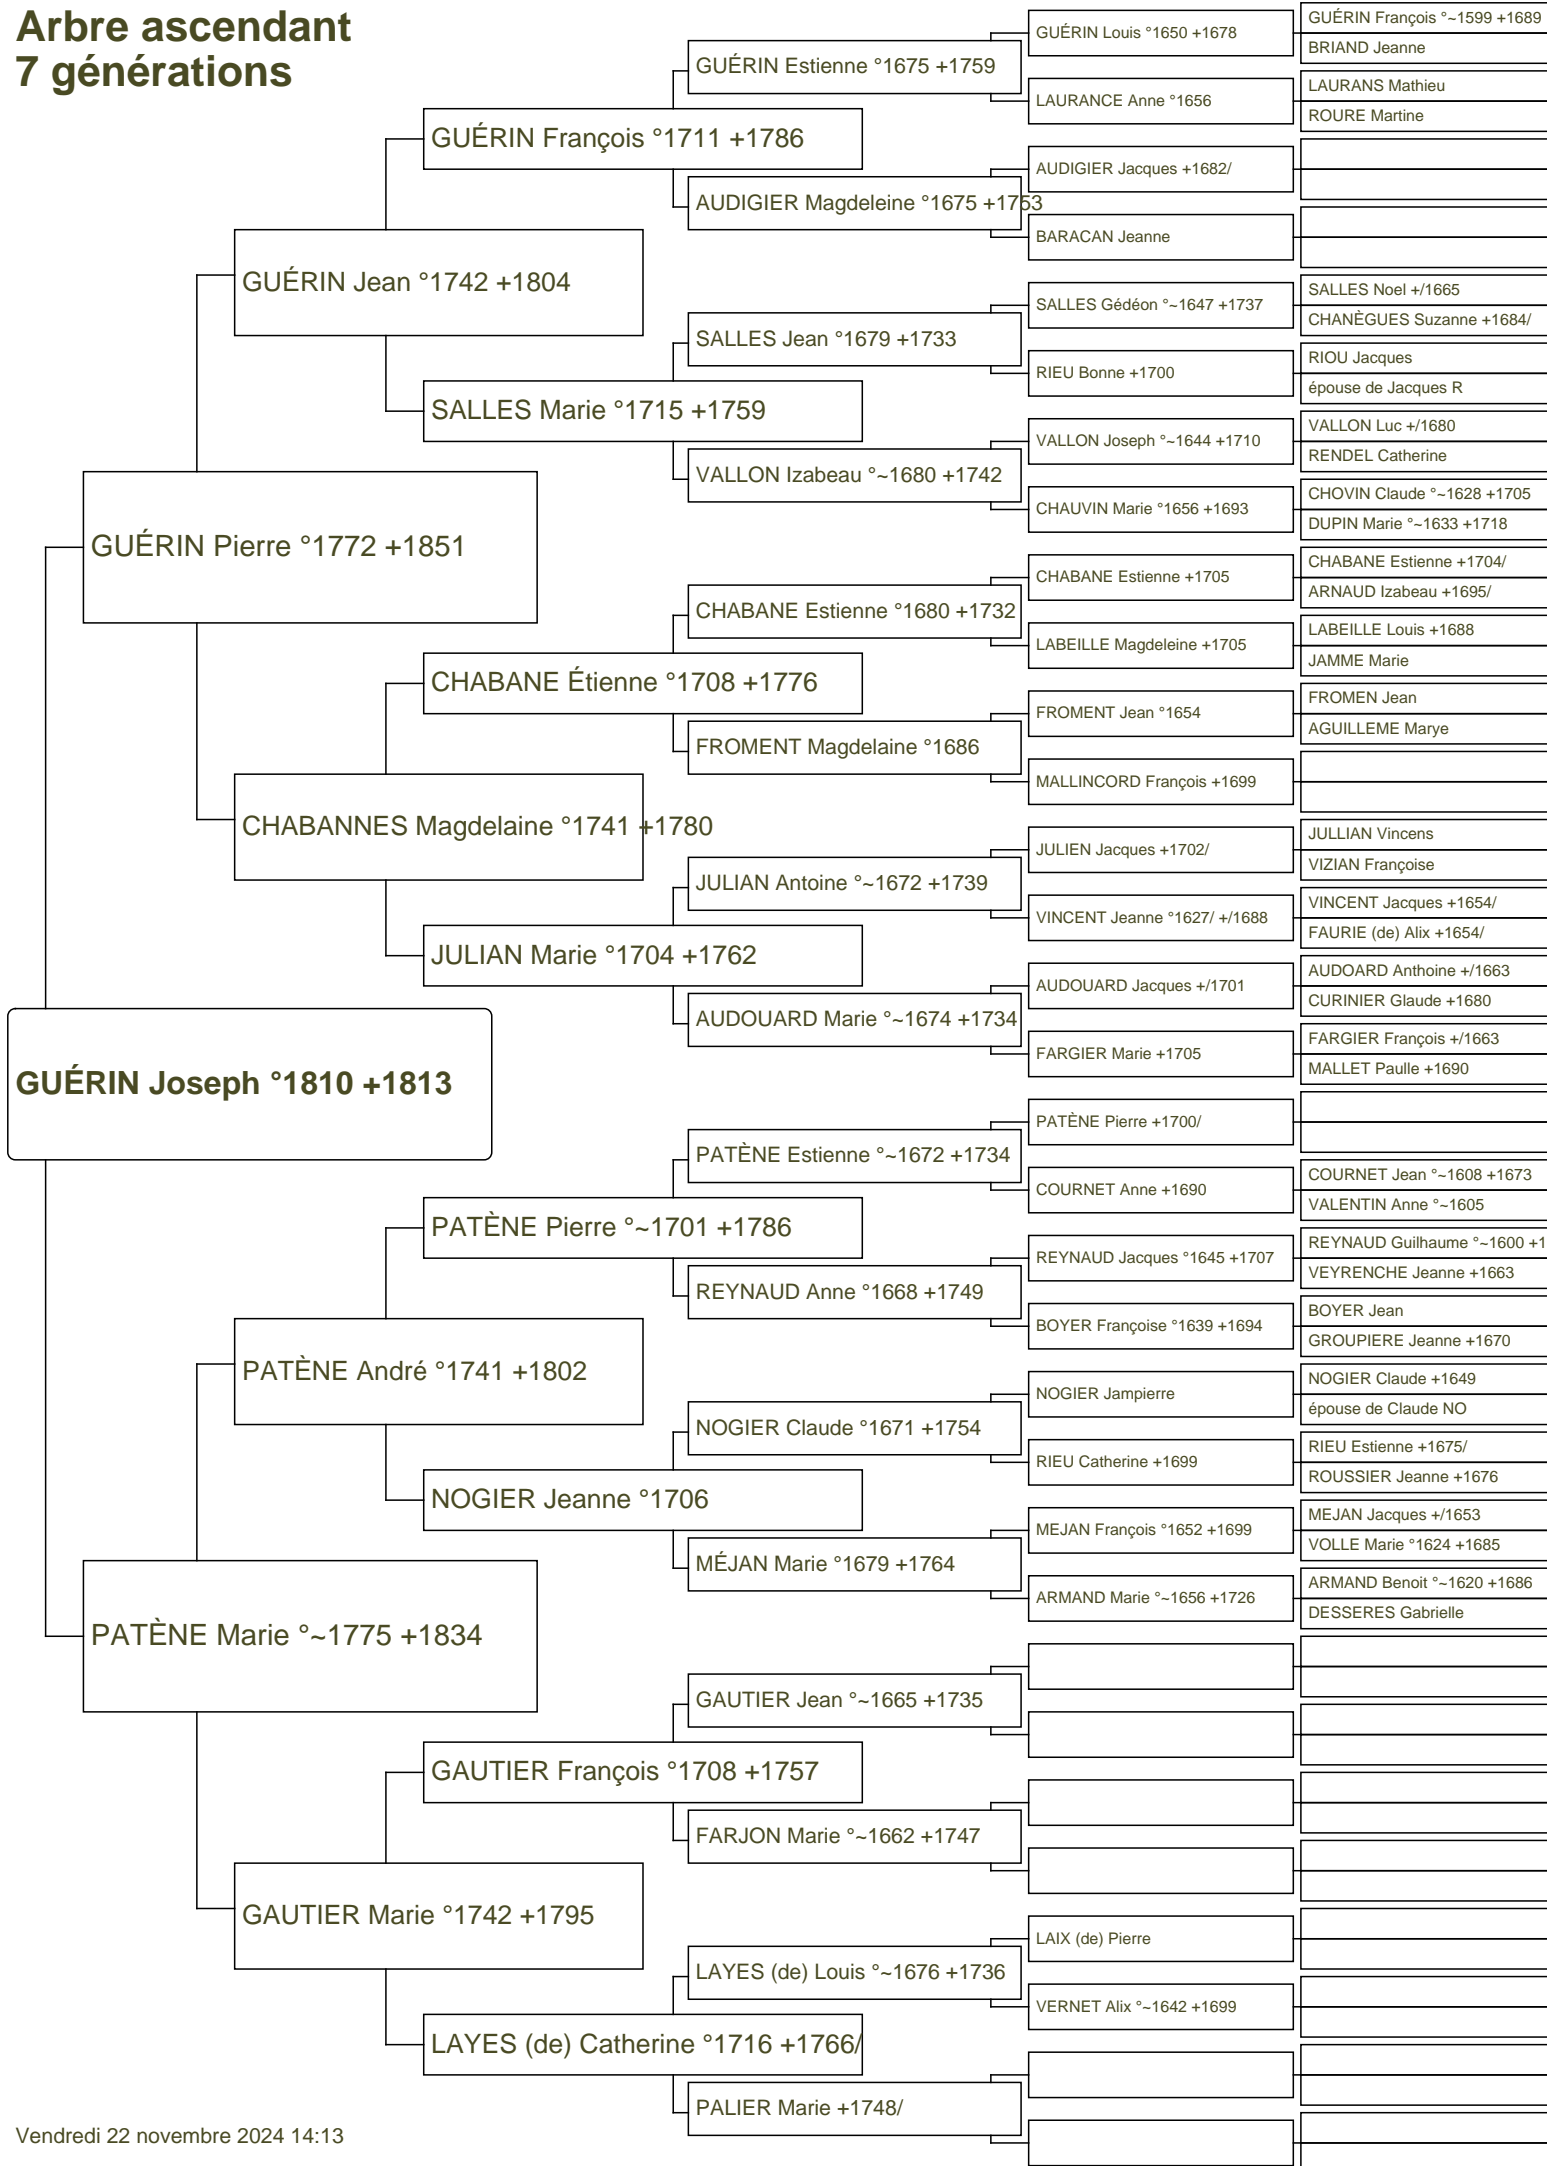 Arbre ascendant
7 générations
GUÉRIN Joseph °1810 +1813
GUÉRIN Pierre °1772 +1851
PATÈNE Marie °~1775 +1834
GUÉRIN Jean °1742 +1804
CHABANNES Magdelaine °1741 +1780
PATÈNE André °1741 +1802
GAUTIER Marie °1742 +1795
GUÉRIN François °1711 +1786
SALLES Marie °1715 +1759
CHABANE Étienne °1708 +1776
JULIAN Marie °1704 +1762
PATÈNE Pierre °~1701 +1786
NOGIER Jeanne °1706
GAUTIER François °1708 +1757
LAYES (de) Catherine °1716 +1766/
GUÉRIN Estienne °1675 +1759
AUDIGIER Magdeleine °1675 +1753
SALLES Jean °1679 +1733
VALLON Izabeau °~1680 +1742
CHABANE Estienne °1680 +1732
FROMENT Magdelaine °1686
JULIAN Antoine °~1672 +1739
AUDOUARD Marie °~1674 +1734
PATÈNE Estienne °~1672 +1734
REYNAUD Anne °1668 +1749
NOGIER Claude °1671 +1754
MÉJAN Marie °1679 +1764
GAUTIER Jean °~1665 +1735
FARJON Marie °~1662 +1747
LAYES (de) Louis °~1676 +1736
PALIER Marie +1748/
GUÉRIN Louis °1650 +1678
LAURANCE Anne °1656
AUDIGIER Jacques +1682/
BARACAN Jeanne
SALLES Gédéon °~1647 +1737
RIEU Bonne +1700
VALLON Joseph °~1644 +1710
CHAUVIN Marie °1656 +1693
CHABANE Estienne +1705
LABEILLE Magdeleine +1705
FROMENT Jean °1654
MALLINCORD François +1699
JULIEN Jacques +1702/
VINCENT Jeanne °1627/ +/1688
AUDOUARD Jacques +/1701
FARGIER Marie +1705
PATÈNE Pierre +1700/
COURNET Anne +1690
REYNAUD Jacques °1645 +1707
BOYER Françoise °1639 +1694
NOGIER Jampierre
RIEU Catherine +1699
MEJAN François °1652 +1699
ARMAND Marie °~1656 +1726
LAIX (de) Pierre
VERNET Alix °~1642 +1699
GUÉRIN François °~1599 +1689
BRIAND Jeanne
LAURANS Mathieu
ROURE Martine
SALLES Noel +/1665
CHANÈGUES Suzanne +1684/
RIOU Jacques
épouse de Jacques R
VALLON Luc +/1680
RENDEL Catherine
CHOVIN Claude °~1628 +1705
DUPIN Marie °~1633 +1718
CHABANE Estienne +1704/
ARNAUD Izabeau +1695/
LABEILLE Louis +1688
JAMME Marie
FROMEN Jean
AGUILLEME Marye
JULLIAN Vincens
VIZIAN Françoise
VINCENT Jacques +1654/
FAURIE (de) Alix +1654/
AUDOARD Anthoine +/1663
CURINIER Glaude +1680
FARGIER François +/1663
MALLET Paulle +1690
COURNET Jean °~1608 +1673
VALENTIN Anne °~1605
REYNAUD Guilhaume °~1600 +1
VEYRENCHE Jeanne +1663
BOYER Jean
GROUPIERE Jeanne +1670
NOGIER Claude +1649
épouse de Claude NO
RIEU Estienne +1675/
ROUSSIER Jeanne +1676
MEJAN Jacques +/1653
VOLLE Marie °1624 +1685
ARMAND Benoit °~1620 +1686
DESSERES Gabrielle
Vendredi 22 novembre 2024 14:13